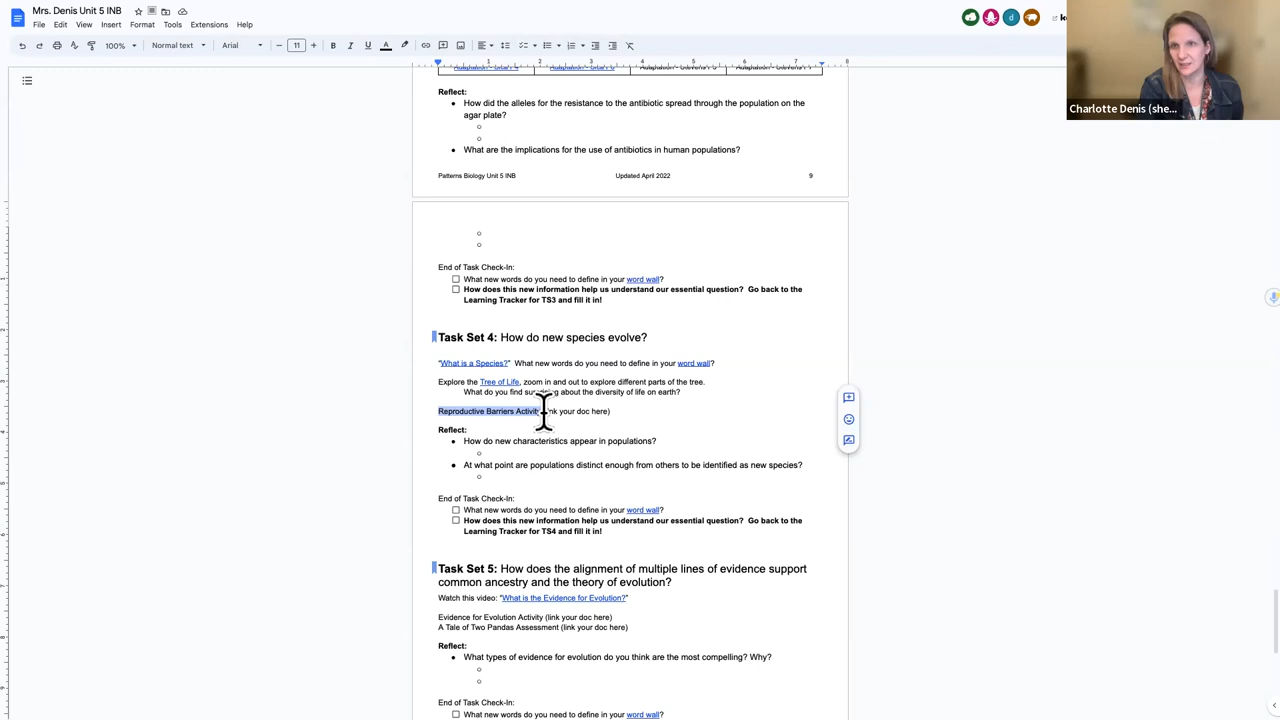 Mrs. Denis Unit 5 INB
File Edit View Insert Format Tools Extensions Help
100% Normal text Arial 11
d
1 2 3 4 5 6 7 8
Reflect:
How did the alleles for the resistance to the antibiotic spread through the population on the
agar plate?
What are the implications for the use of antibiotics in human populations?
Patterns Biology Unit 5 INB Updated April 2022 9
End of Task Check-In:
What new words do you need to define in your word wall?
How does this new information help us understand our essential question? Go back to the
Learning Tracker for TS3 and fill it in!
Task Set 4: How do new species evolve?
"What is a Species?" What new words do you need to define in your word wall?
Explore the Tree of Life, zoom in and out to explore different parts of the tree.
What do you find about the diversity of life on earth?
Reproductive Barriers Activity your doc here)
Reflect:
How do new characteristics appear in populations?
At what point are populations distinct enough from others to be identified as new species?
End of Task Check-In:
What new words do you need to define in your word wall?
How does this new information help us understand our essential question? Go back to the
Learning Tracker for TS4 and fill it in!
Task Set 5: How does the alignment of multiple lines of evidence support
common ancestry and the theory of evolution?
Watch this video: "What is the Evidence for Evolution?"
Evidence for Evolution Activity (link your doc here)
A Tale of Two Pandas Assessment (link your doc here)
Reflect:
What types of evidence for evolution do you think are the most compelling? Why?
End of Task Check-In:
What new words do you need to define in your word wall?
Charlotte Denis (she...